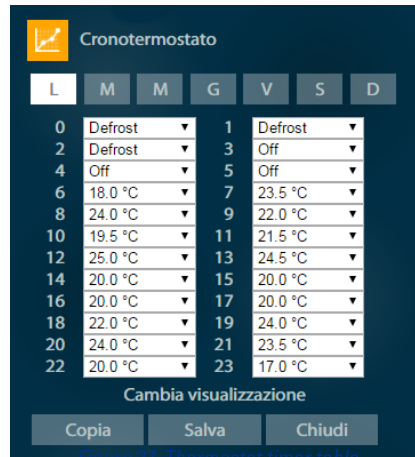 Cronotermostato
L M M G V S D
0 Defrost 1 Defrost
2 Defrost 3 Off
4 Off 5 Off
6 18.0 °C 7 23.5 °C
8 24.0 °C 9 22.0 °C
10 19.5 °C 11 21.5 °C
12 25.0 °C 13 24.5 °C
14 20.0 °C 15 20.0 °C
16 20.0 °C 17 20.0 °C
18 22.0 °C 19 24.0 °C
20 24.0 °C 21 23.5 °C
22 20.0 °C 23 17.0 °C
Cambia visualizzazione
Copia Salva Chiudi